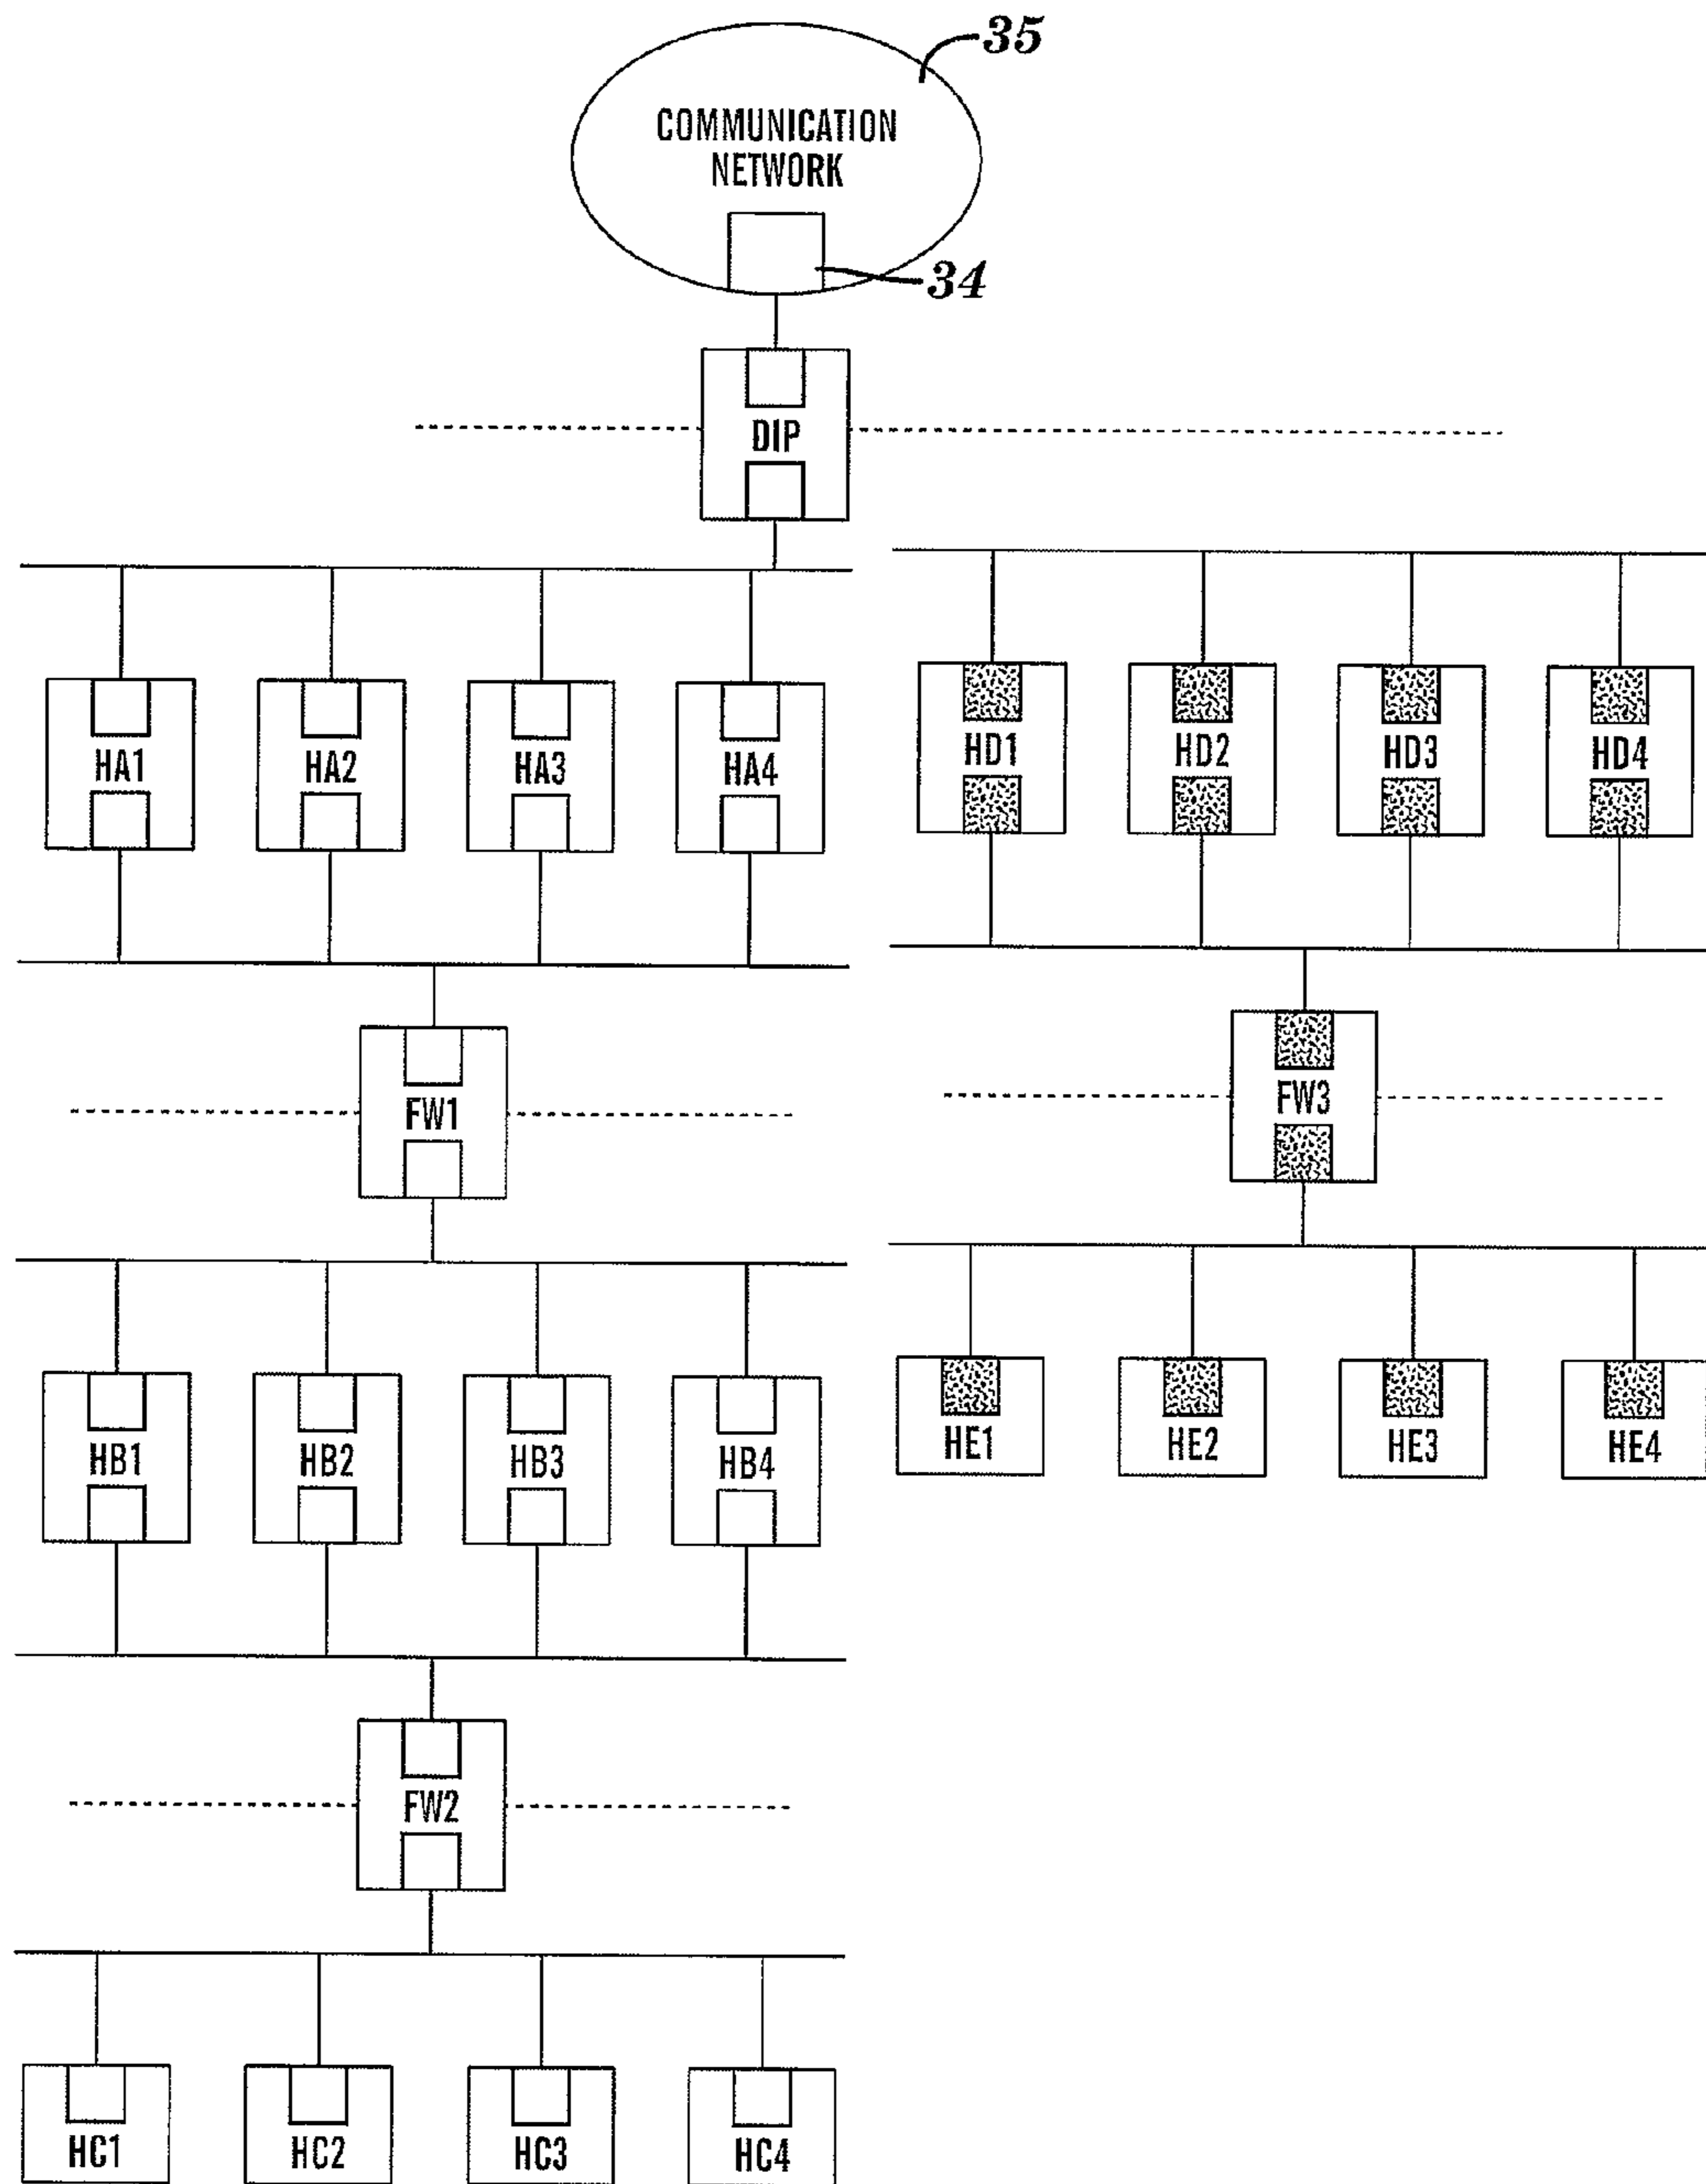 35
COMMUNICATION
NETWORK
34
DIP
HA1 HA2 HA3 HA4
HD1 HD2 HD3 HD4
FW1
FW3
HB1 HB2 HB3 HB4
HE1 HE2 HE3 HE4
FW2
HC1 HC2 HC3 HC4